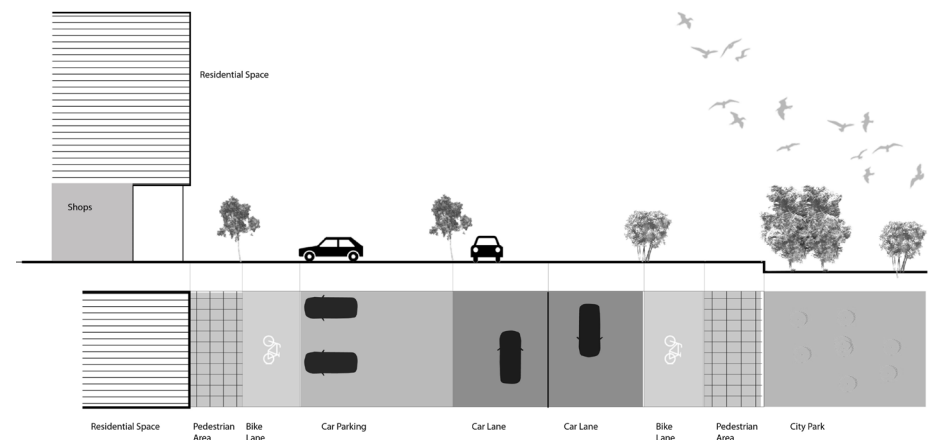 Residential Space
Shops
Residential Space
Pedestrian
Area
Bike
Lane
Car Parking
Car Lane
Car Lane
Bike
Lane
Pedestrian
Area
City Park